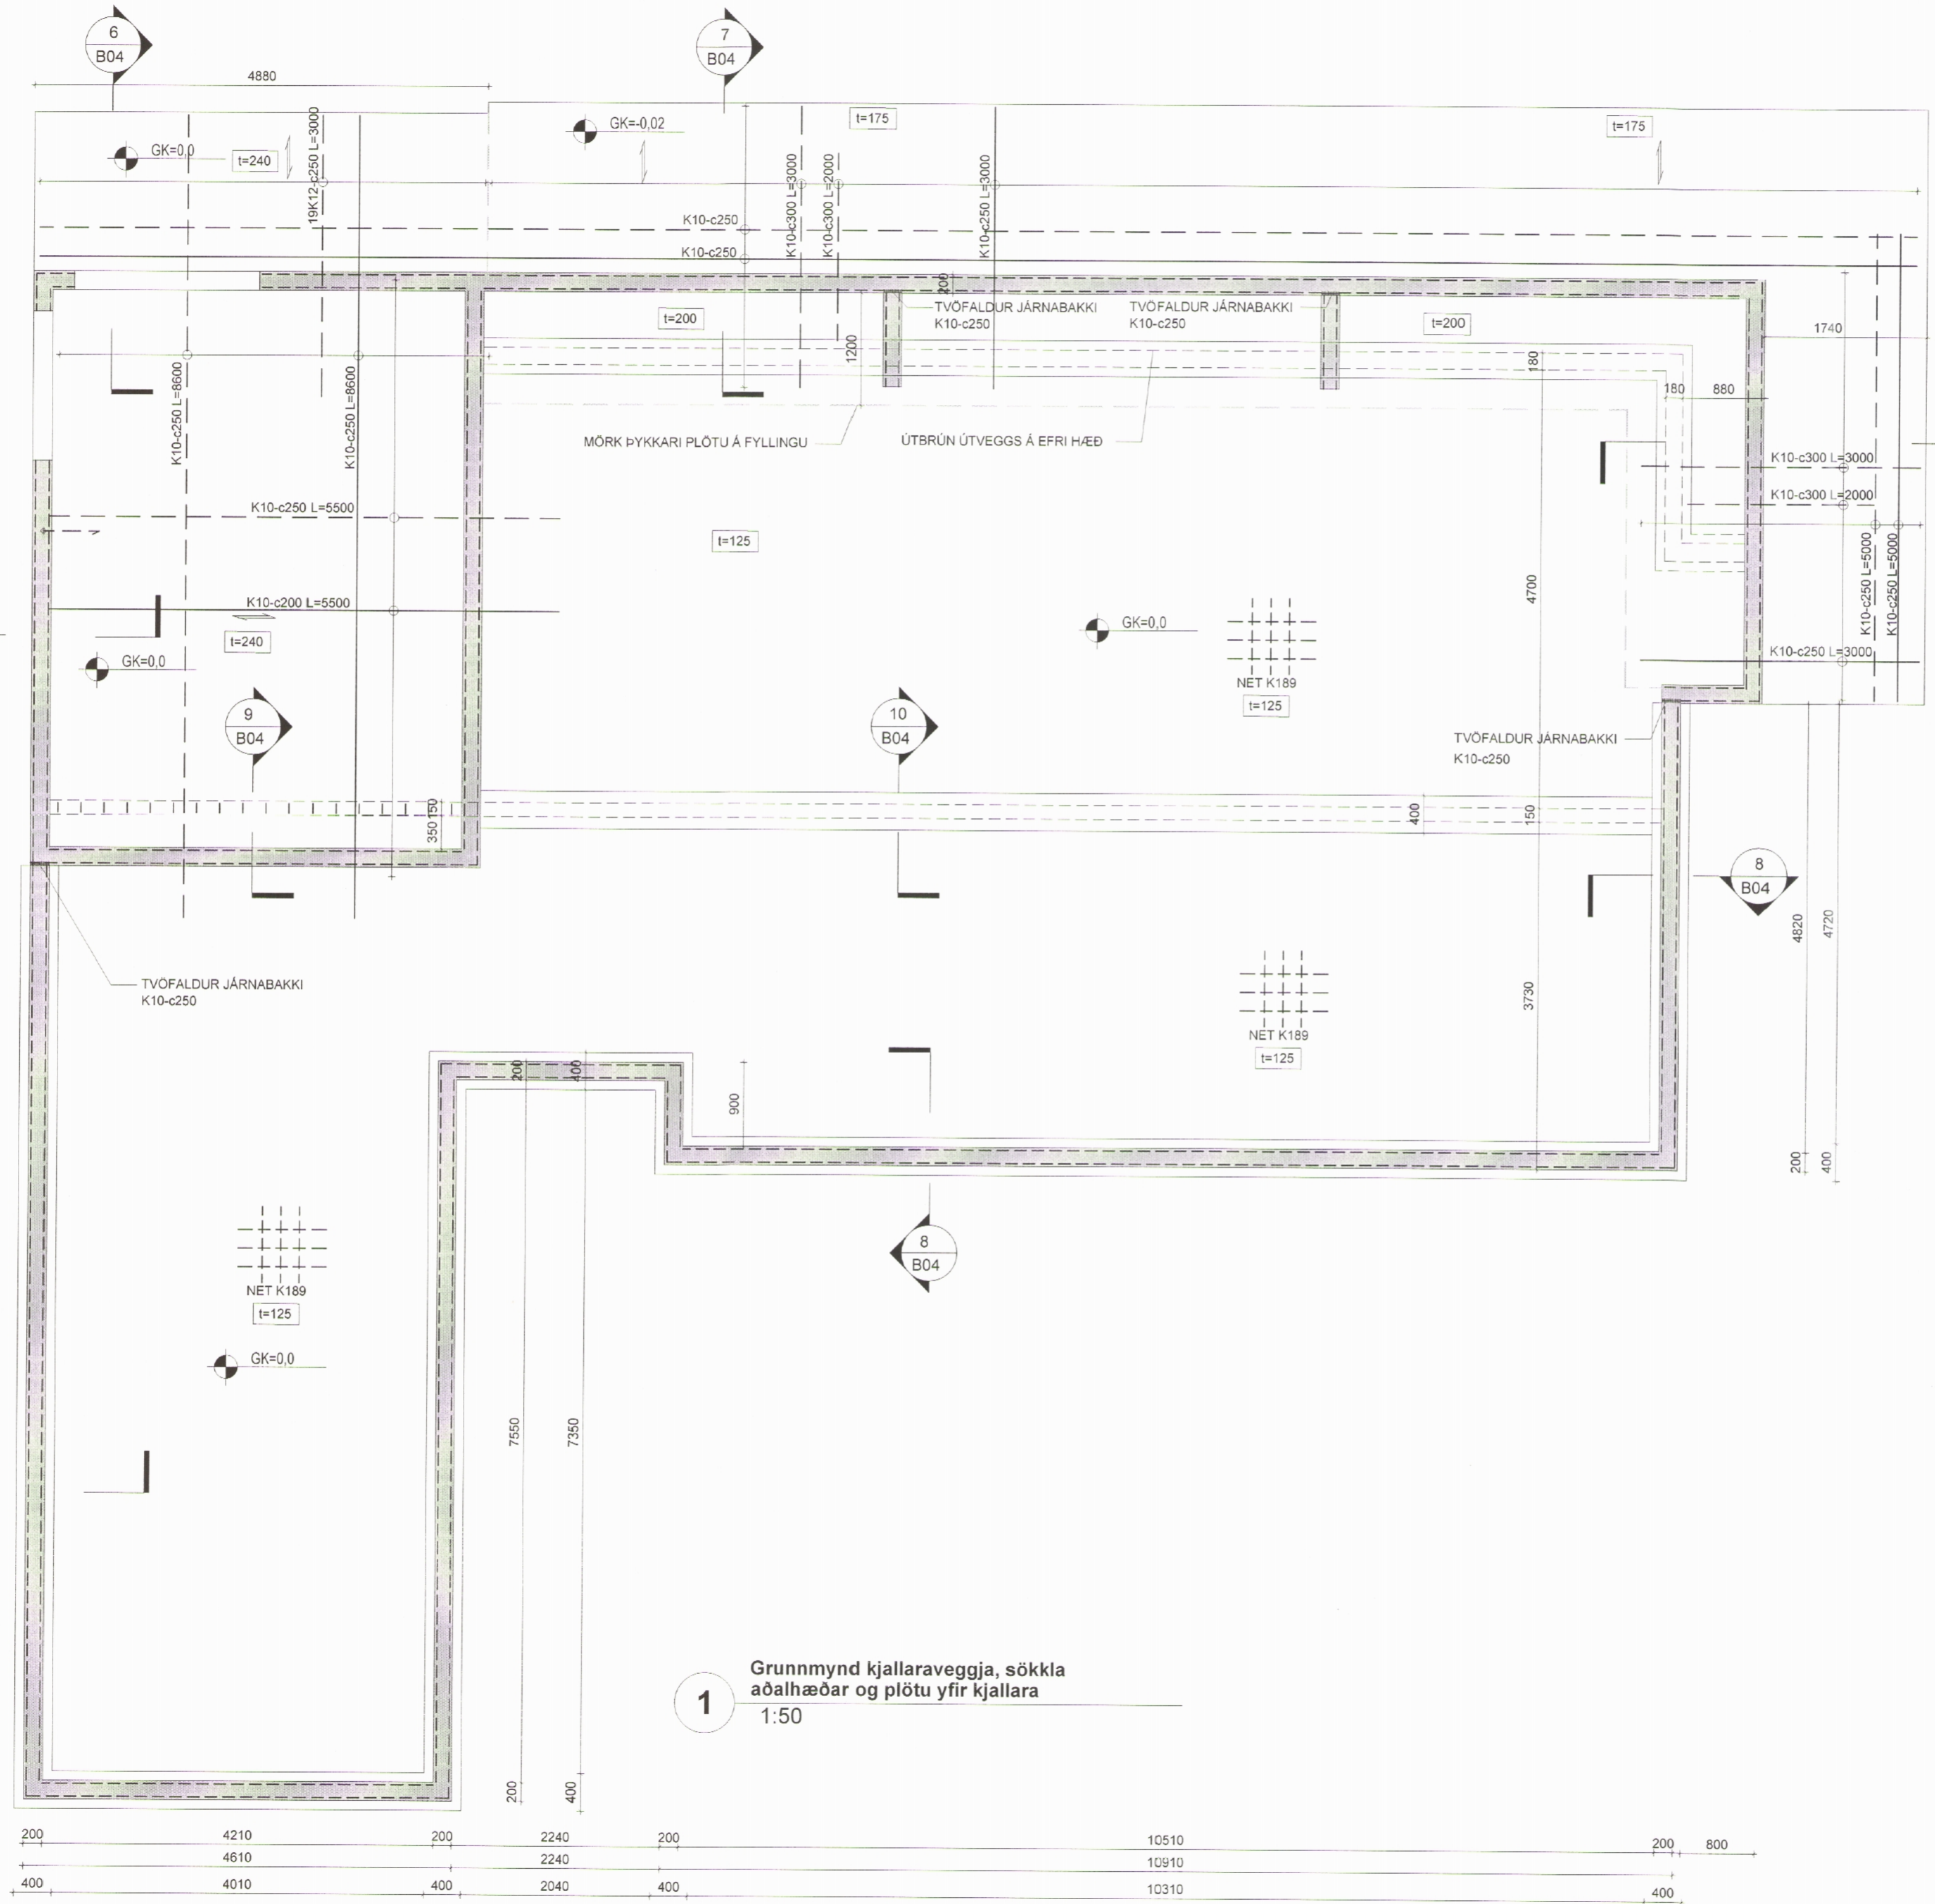 6
B04
7
B04
4880
GK=0,0
t=240
19K12-c250 L=3000
GK=-0,02
t=175
t=175
K10-c300 L=3000
K10-c300 L=2000
K10-c250 L=3000
K10-c250
K10-c250
200
TVÖFALDUR JÁRNABAKKI
K10-c250
TVÖFALDUR JÁRNABAKKI
K10-c250
t=200
t=200
1200
1740
180
180
880
K10-c250 L=8600
K10-c250 L=8600
MÖRK ÞYKKARI PLÖTU Á FYLLINGU
ÚTBRÚN ÚTVEGGS Á EFRI HÆÐ
K10-c300 L=3000
K10-c300 L=2000
K10-c250 L=5500
t=125
K10-c250 L=5000
K10-c250 L=5000
4700
K10-c200 L=5500
t=240
GK=0,0
GK=0,0
NET K189
t=125
K10-c250 L=3000
9
B04
10
B04
TVÖFALDUR JÁRNABAKKI
K10-c250
350
150
400
150
8
B04
4820
4720
TVÖFALDUR JÁRNABAKKI
K10-c250
3730
NET K189
t=125
200
400
900
200
400
8
B04
NET K189
t=125
GK=0,0
7550
7350
1
Grunnmynd kjallaraveggja, sökkla
aðalhæðar og plötu yfir kjallara
1:50
200
400
200
4210
200
2240
200
10510
200
800
4610
2240
10910
400
4010
400
2040
400
10310
400